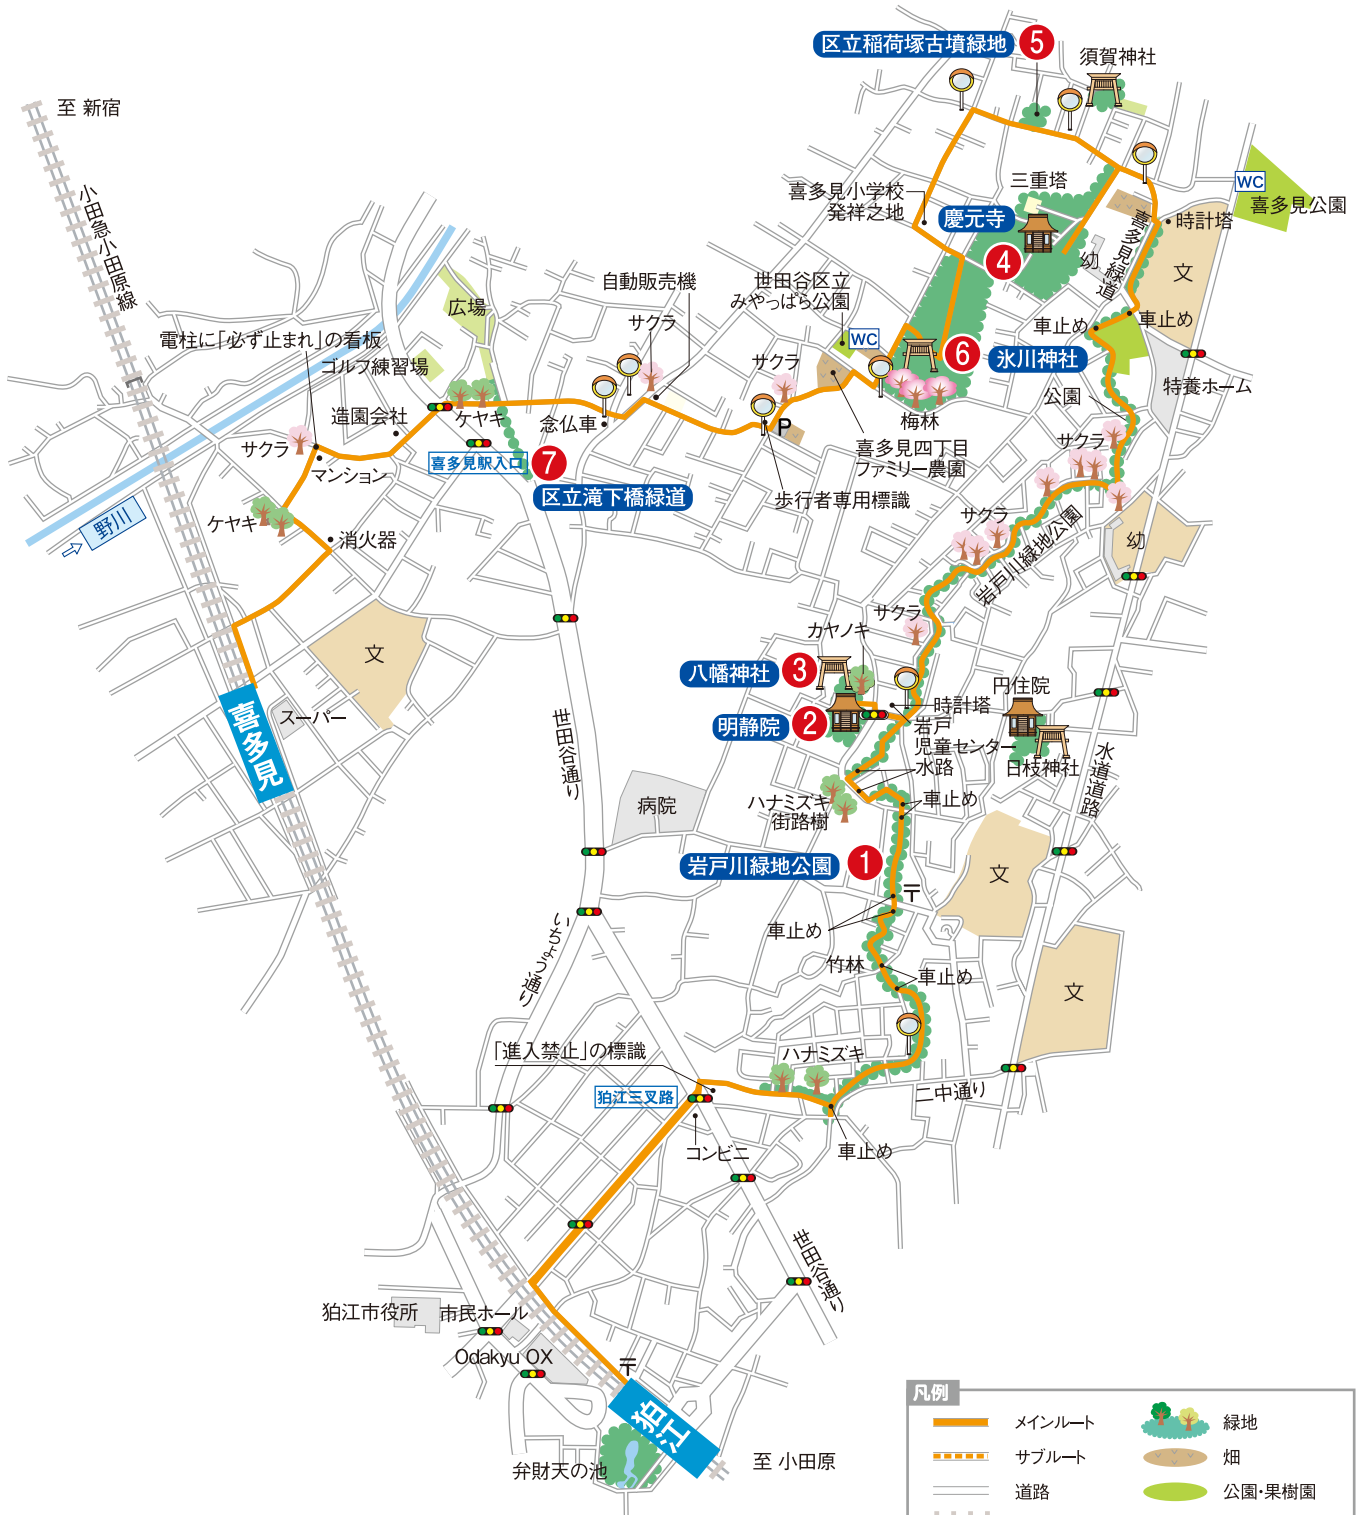 区立稲荷塚古墳緑地
5
須賀神社
至 新宿
小田急小田原線
WC
喜多見公園
三重塔
喜多見小学校
発祥之地
慶元寺
4
時計塔
喜多見緑道
幼
文
世田谷区立
みやっぱら公園
自動販売機
広場
サクラ
車止め
車止め
電柱に「必ず止まれ」の看板
ゴルフ練習場
WC
サクラ
6
氷川神社
特養ホーム
公園
造園会社
ケヤキ
念仏車
P
梅林
サクラ
サクラ
喜多見駅入口
7
マンション
喜多見四丁目
ファミリー農園
区立滝下橋緑道
歩行者専用標識
野川
ケヤキ
消火器
サクラ
幼
岩戸川緑地公園
サクラ
カヤノキ
文
八幡神社
3
円住院
時計塔
明静院
2
岩戸
児童センター
スーパー
喜多見
世田谷通り
水道道路
水路
日枝神社
病院
ハナミズキ
街路樹
車止め
岩戸川緑地公園
1
〒
文
車止め
いちょう通り
竹林
車止め
文
「進入禁止」の標識
ハナミズキ
狛江三叉路
二中通り
コンビニ
車止め
世田谷通り
狛江市役所
市民ホール
Odakyu OX
〒
狛江
弁財天の池
至 小田原
凡例
メインルート
緑地
サブルート
畑
道路
公園・果樹園